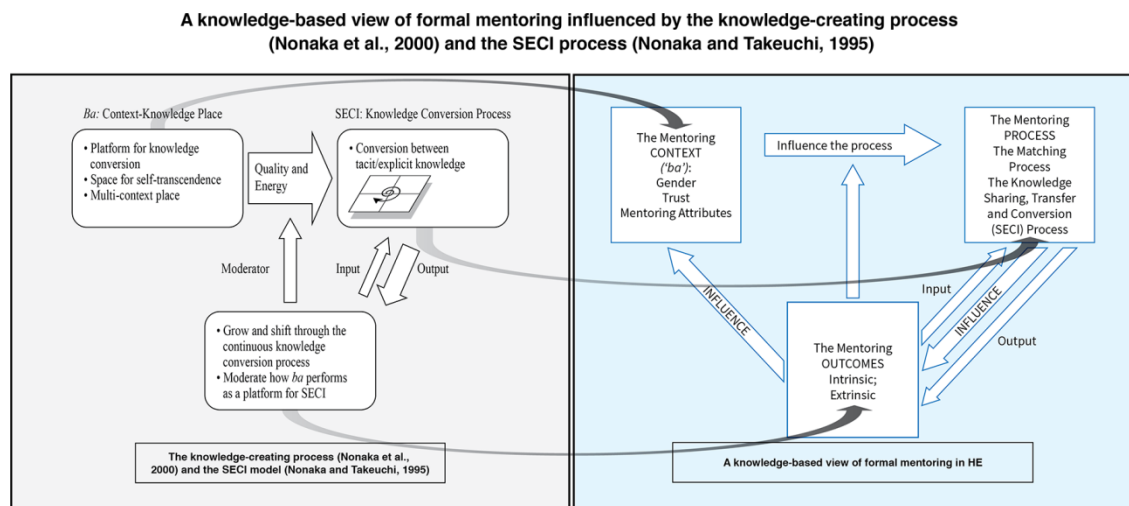 A knowledge-based view of formal mentoring influenced by the knowledge-creating process
(Nonaka et al., 2000) and the SECI process (Nonaka and Takeuchi, 1995)
Ba: Context-Knowledge Place
• Platform for knowledge
conversion
• Space for self-transcendence
• Multi-context place
Quality and
Energy
SECI: Knowledge Conversion Process
• Conversion between
tacit/explicit knowledge
Moderator
Input
Output
• Grow and shift through the
continuous knowledge
conversion process
• Moderate how ba performs
as a platform for SECI
The knowledge-creating process (Nonaka et al.,
2000) and the SECI model (Nonaka and Takeuchi, 1995)
The Mentoring
CONTEXT
('ba'):
Gender
Trust
Mentoring Attributes
Influence the process
The Mentoring
PROCESS
The Matching
Process
The Knowledge
Sharing, Transfer
and Conversion
(SECI) Process
INFLUENCE
Input
INFLUENCE
Output
The Mentoring
OUTCOMES
Intrinsic;
Extrinsic
A knowledge-based view of formal mentoring in HE